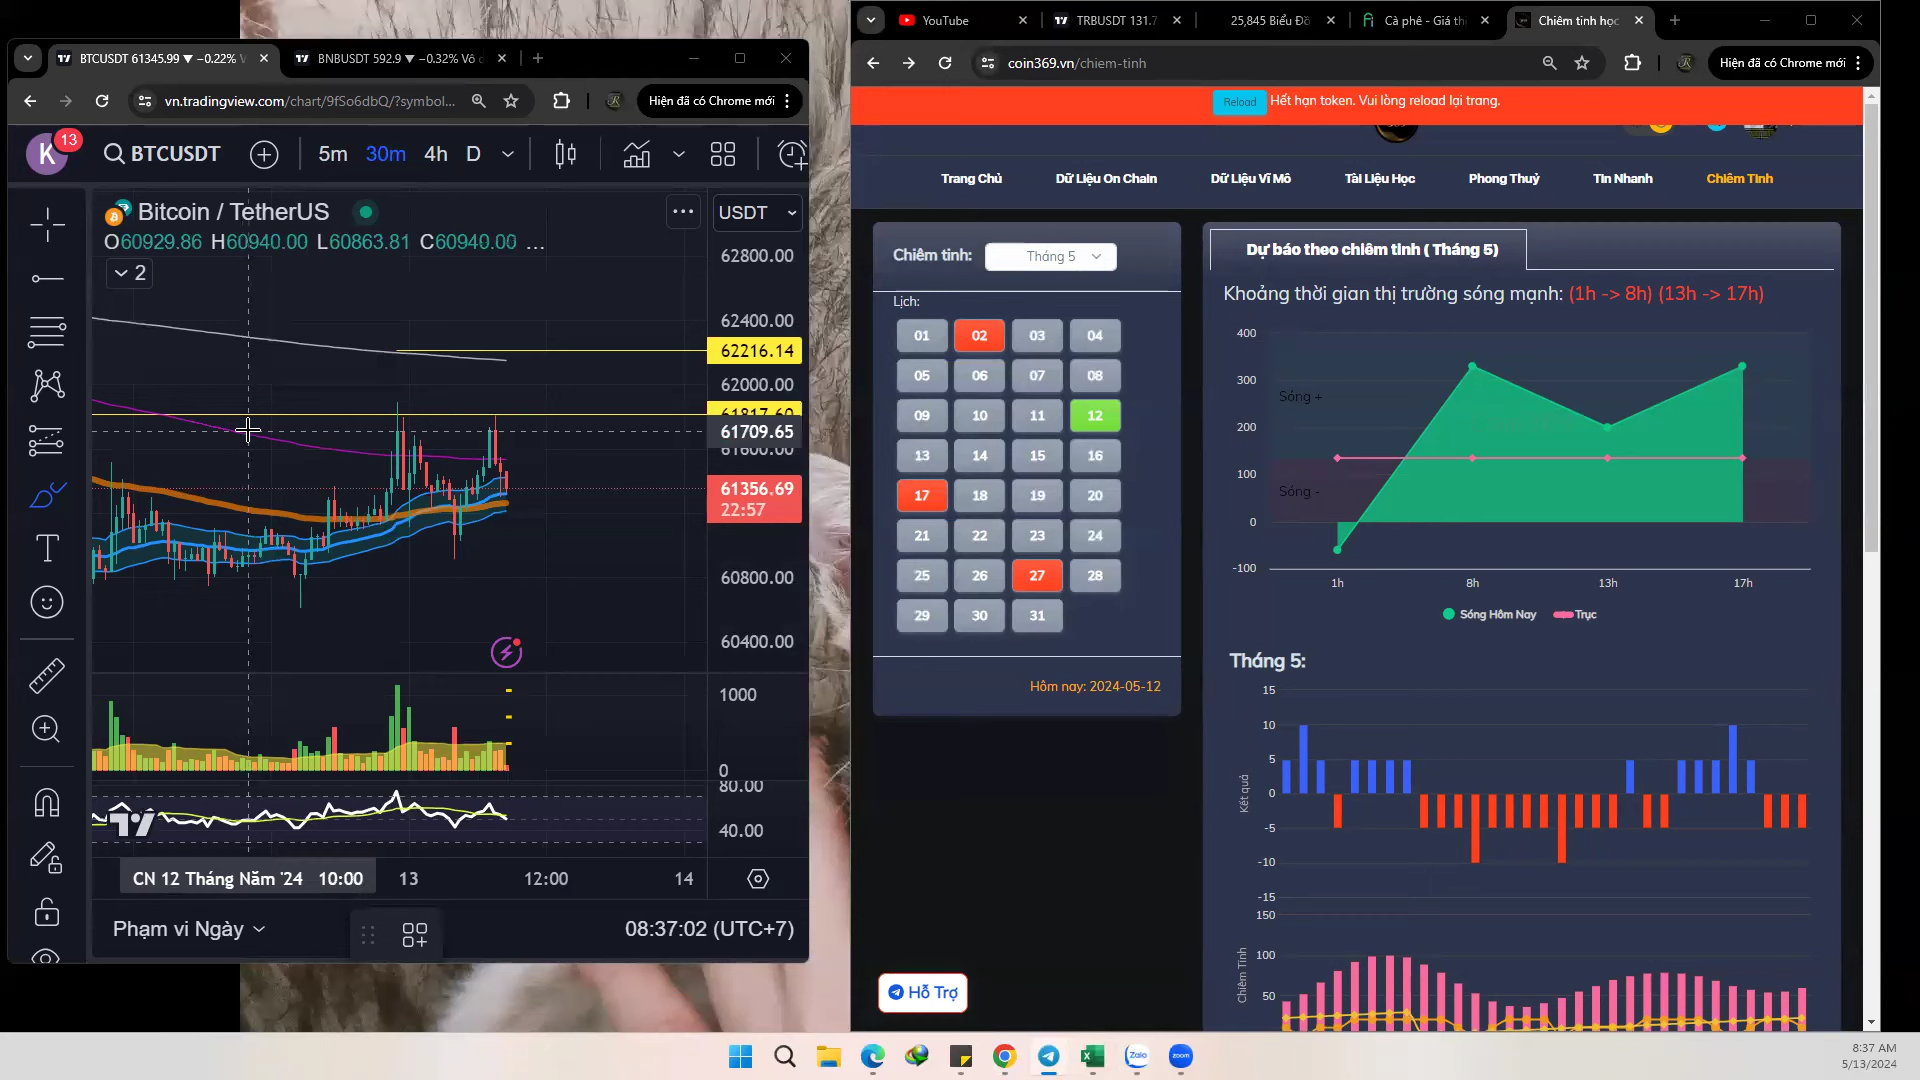 BTCUSDT 61345.99 ▼ −0.22% V
BNBUSDT 592.9 ▼ −0.32% Vô
vn.tradingview.com/chart/9fSo6dbQ/?symbol...
Hiện đã có Chrome mới
K
13
BTCUSDT
5m
30m
4h
D
Bitcoin / TetherUS
USDT
O60929.86 H60940.00 L60863.81 C60940.00 ...
2
62800.00
62400.00
62216.14
62000.00
61817.60
61709.65
61600.00
61356.69
22:57
60800.00
60400.00
1000
0
80.00
40.00
CN 12 Tháng Năm '24 10:00
13
12:00
14
Phạm vi Ngày
08:37:02 (UTC+7)
YouTube
TRBUSDT 131.7
25,845 Biểu Đồ
Cà phê - Giá thị
Chiêm tinh học
coin369.vn/chiem-tinh
Hiện đã có Chrome mới
Reload Hết hạn token. Vui lòng reload lại trang.
Trang Chủ
Dữ Liệu On Chain
Dữ Liệu Vĩ Mô
Tài Liệu Học
Phong Thuỷ
Tin Nhanh
Chiêm Tinh
Chiêm tinh: Tháng 5
Lịch:
01 02 03 04
05 06 07 08
09 10 11 12
13 14 15 16
17 18 19 20
21 22 23 24
25 26 27 28
29 30 31
Hôm nay: 2024-05-12
Dự báo theo chiêm tinh ( Tháng 5)
Khoảng thời gian thị trường sóng mạnh: (1h -> 8h) (13h -> 17h)
400
300
200
100
0
-100
Sóng +
Sóng -
1h
8h
13h
17h
Sóng Hôm Nay
Trục
Tháng 5:
15
10
5
0
-5
-10
-15
Kết quả
150
100
50
Chiêm Tinh
Hỗ Trợ
Zalo
zoom
8:37 AM
5/13/2024